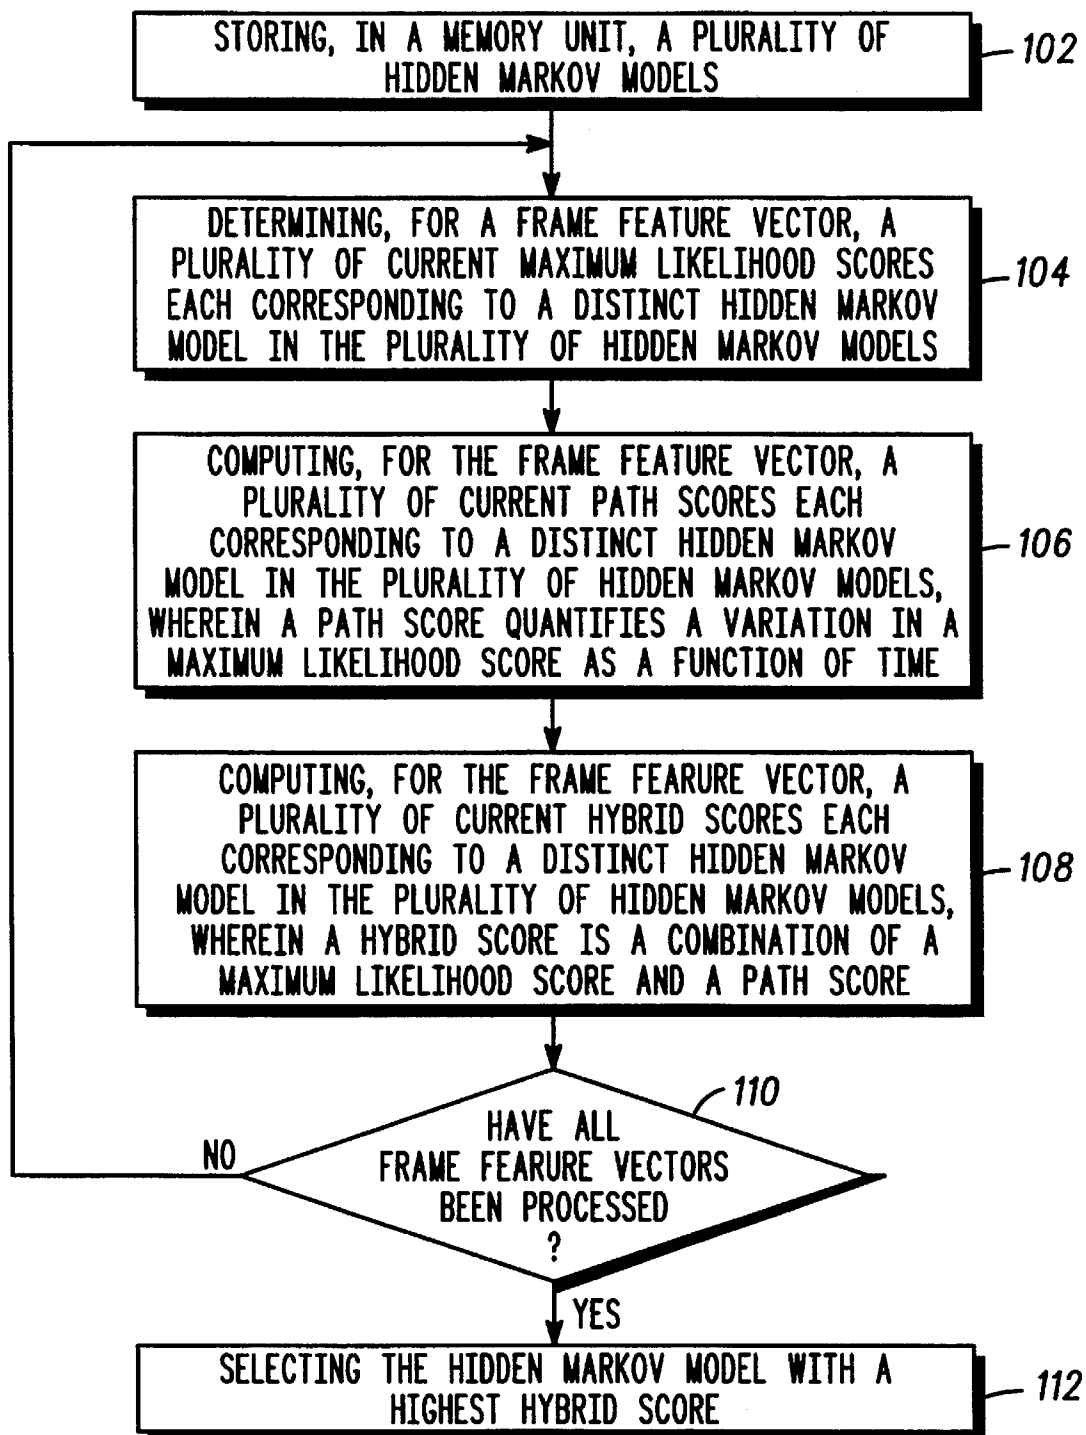 STORING, IN A MEMORY UNIT, A PLURALITY OF
HIDDEN MARKOV MODELS
102
DETERMINING, FOR A FRAME FEATURE VECTOR, A
PLURALITY OF CURRENT MAXIMUM LIKELIHOOD SCORES
EACH CORRESPONDING TO A DISTINCT HIDDEN MARKOV
MODEL IN THE PLURALITY OF HIDDEN MARKOV MODELS
104
COMPUTING, FOR THE FRAME FEATURE VECTOR, A
PLURALITY OF CURRENT PATH SCORES EACH
CORRESPONDING TO A DISTINCT HIDDEN MARKOV
MODEL IN THE PLURALITY OF HIDDEN MARKOV MODELS,
WHEREIN A PATH SCORE QUANTIFIES A VARIATION IN A
MAXIMUM LIKELIHOOD SCORE AS A FUNCTION OF TIME
106
COMPUTING, FOR THE FRAME FEARURE VECTOR, A
PLURALITY OF CURRENT HYBRID SCORES EACH
CORRESPONDING TO A DISTINCT HIDDEN MARKOV
MODEL IN THE PLURALITY OF HIDDEN MARKOV MODELS,
WHEREIN A HYBRID SCORE IS A COMBINATION OF A
MAXIMUM LIKELIHOOD SCORE AND A PATH SCORE
108
110
HAVE ALL
FRAME FEARURE VECTORS
BEEN PROCESSED
?
NO
YES
SELECTING THE HIDDEN MARKOV MODEL WITH A
HIGHEST HYBRID SCORE
112